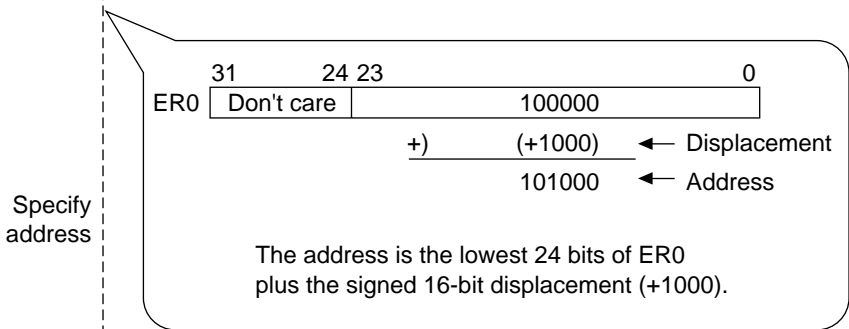 31 24 23 0
ER0 Don't care 100000
+) (+1000) Displacement
101000 Address
Specify
address
The address is the lowest 24 bits of ER0
plus the signed 16-bit displacement (+1000).